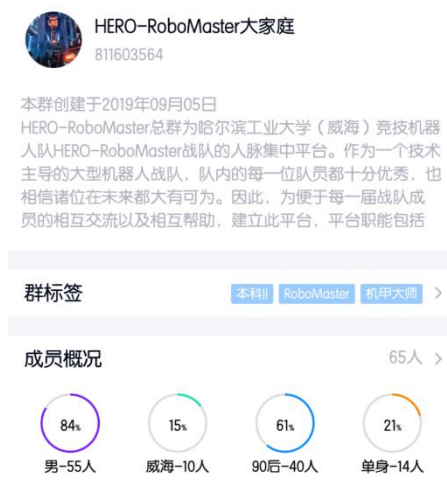 HERO-RoboMaster大家庭
811603564
本群创建于2019年09月05日
HERO-RoboMaster总群为哈尔滨工业大学（威海）竞技机器
人队HERO-RoboMaster战队的人脉集中平台。作为一个技术
主导的大型机器人战队，队内的每一位队员都十分优秀，也
相信诸位在未来都大有可为。因此，为便于每一届战队成
员的相互交流以及相互帮助，建立此平台，平台职能包括
群标签 本科II RoboMaster 机甲大师 >
成员概况 65人 >
84% 15% 61% 21%
男-55人 威海-10人 90后-40人 单身-14人